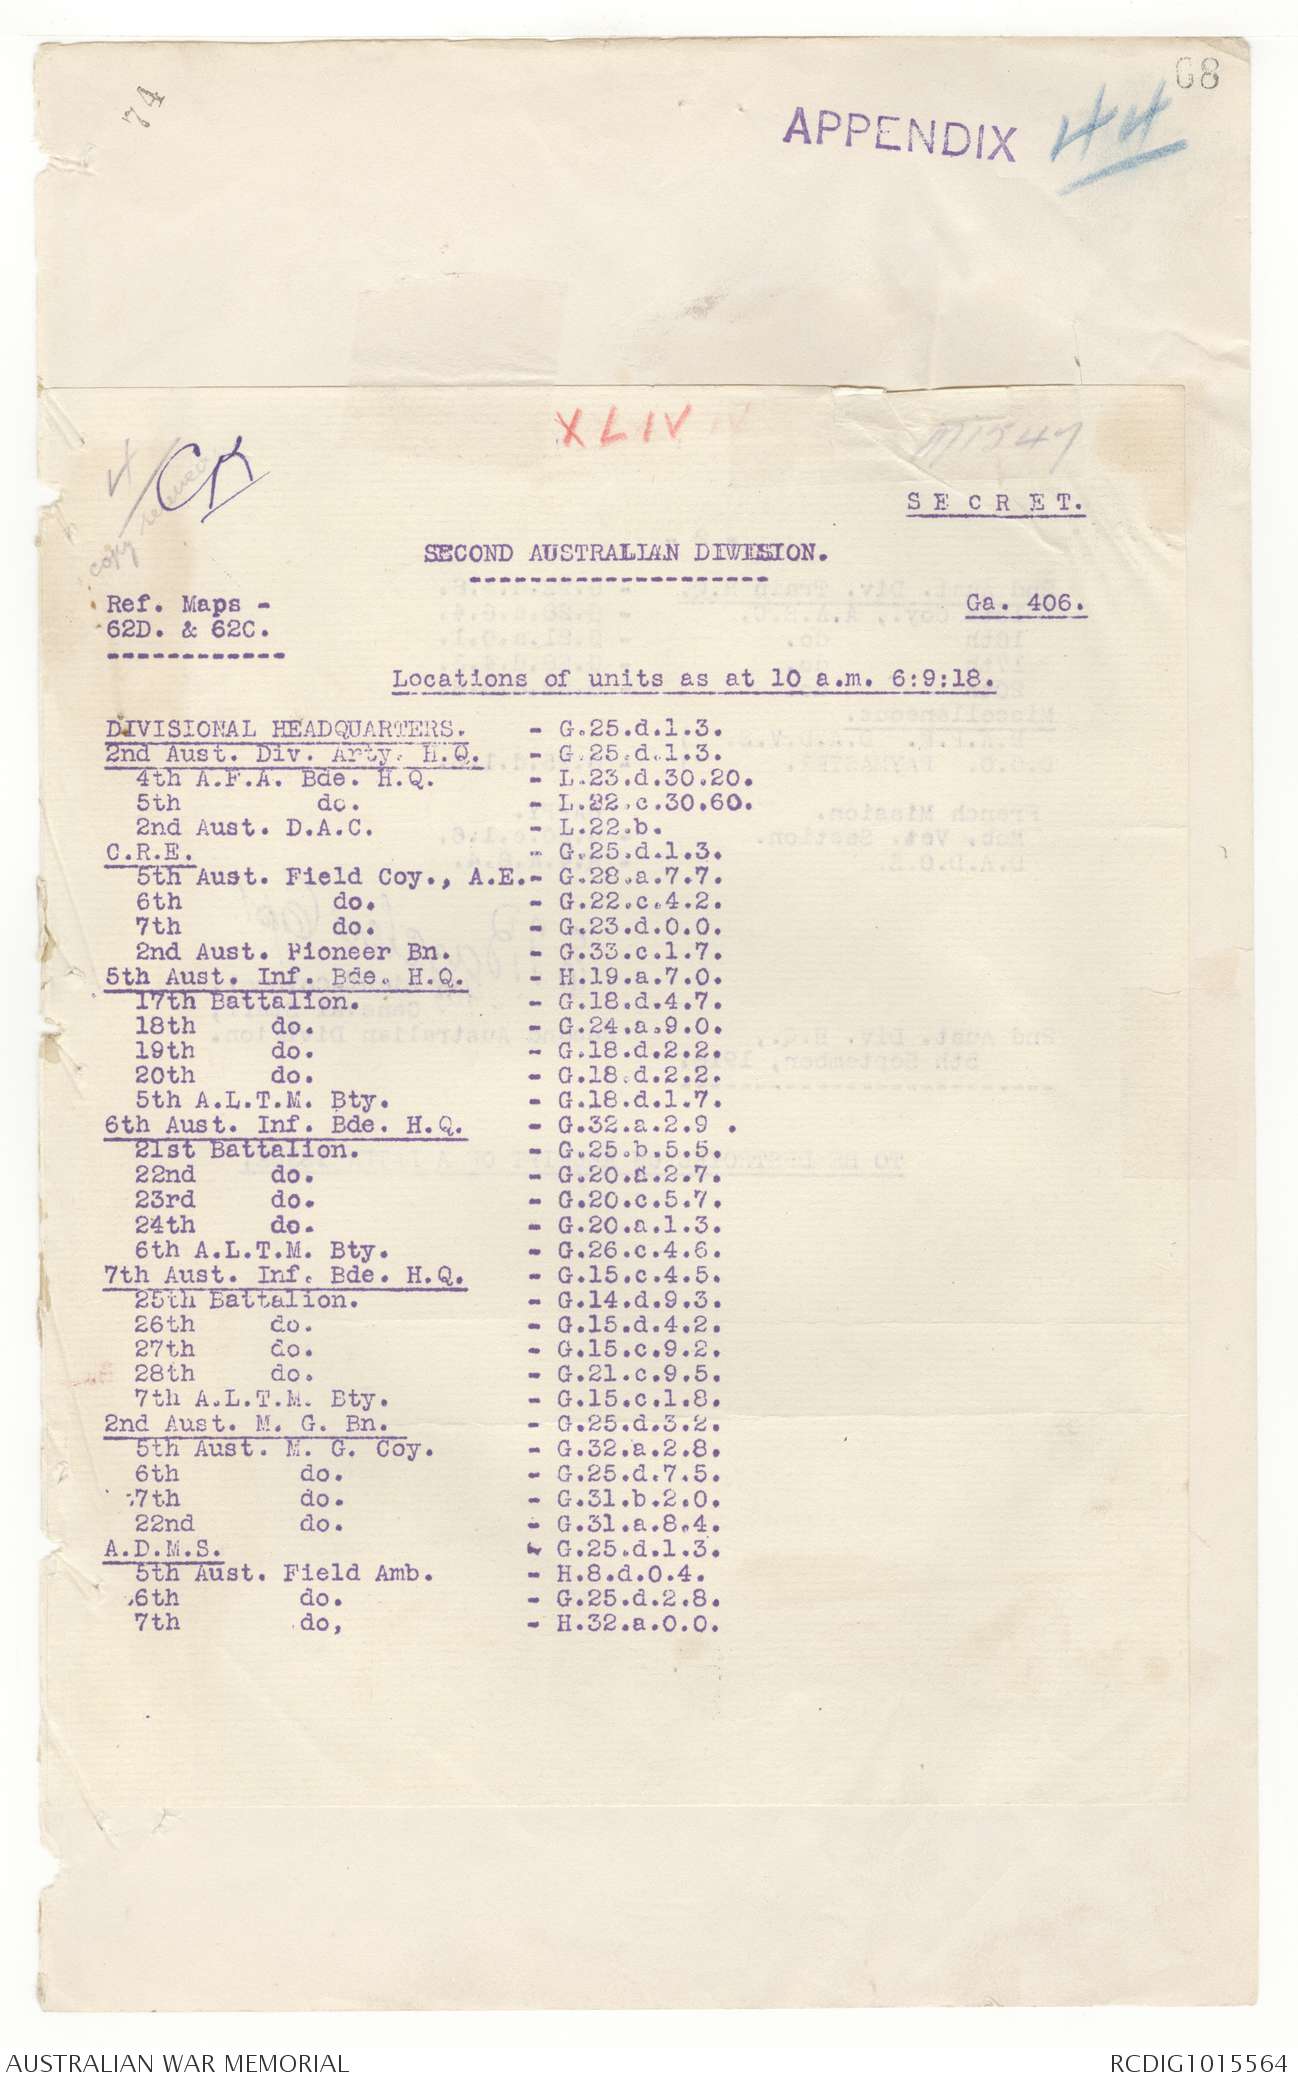 74
68
APPENDIX 44
XLIV
4
copy
SECRET.
SECOND AUSTRALIAN DIVISION.
Ref. Maps -
62D. & 62C.
Ga. 406.
Locations of units as at 10 a.m. 6:9:18.
DIVISIONAL HEADQUARTERS. - G.25.d.1.3.
2nd Aust. Div. Arty. H.Q. - G.25.d.1.3.
4th A.F.A. Bde. H.Q. - L.23.d.30.20.
5th do. - L.22.c.30.60.
2nd Aust. D.A.C. - L.22.b.
C.R.E. - G.25.d.1.3.
5th Aust. Field Coy., A.E.- G.28.a.7.7.
6th do. - G.22.c.4.2.
7th do. - G.23.d.0.0.
2nd Aust. Pioneer Bn. - G.33.c.1.7.
5th Aust. Inf. Bde. H.Q. - H.19.a.7.0.
17th Battalion. - G.18.d.4.7.
18th do. - G.24.a.9.0.
19th do. - G.18.d.2.2.
20th do. - G.18.d.2.2.
5th A.L.T.M. Bty. - G.18.d.1.7.
6th Aust. Inf. Bde. H.Q. - G.32.a.2.9 .
21st Battalion. - G.25.b.5.5.
22nd do. - G.20. .2.7.
23rd do. - G.20.c.5.7.
24th do. - G.20.a.1.3.
6th A.L.T.M. Bty. - G.26.c.4.6.
7th Aust. Inf. Bde. H.Q. - G.15.c.4.5.
25th Battalion. - G.14.d.9.3.
26th do. - G.15.d.4.2.
27th do. - G.15.c.9.2.
28th do. - G.21.c.9.5.
7th A.L.T.M. Bty. - G.15.c.1.8.
2nd Aust. M. G. Bn. - G.25.d.3.2.
5th Aust. M. G. Coy. - G.32.a.2.8.
6th do. - G.25.d.7.5.
7th do. - G.31.b.2.0.
22nd do. - G.31.a.8.4.
A.D.M.S. - G.25.d.1.3.
5th Aust. Field Amb. - H.8.d.0.4.
6th do. - G.25.d.2.8.
7th do, - H.32.a.0.0.
AUSTRALIAN WAR MEMORIAL
RCDIG1015564